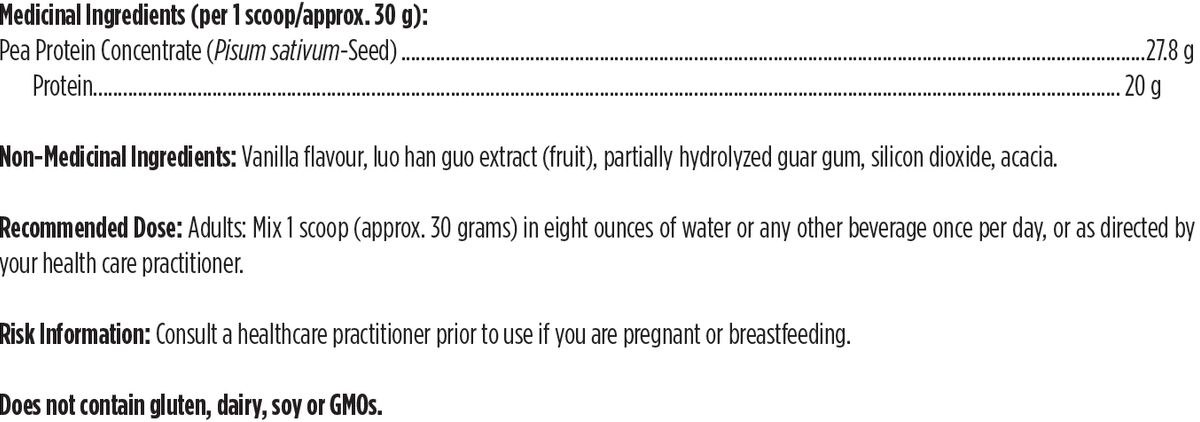 Medicinal Ingredients (per 1 scoop/approx. 30 g):
Pea Protein Concentrate (Pisum sativum-Seed) ........................................................................................................................................................27.8 g
Protein................................................................................................................................................................................................................ 20 g
Non-Medicinal Ingredients: Vanilla flavour, luo han guo extract (fruit), partially hydrolyzed guar gum, silicon dioxide, acacia.
Recommended Dose: Adults: Mix 1 scoop (approx. 30 grams) in eight ounces of water or any other beverage once per day, or as directed by
your health care practitioner.
Risk Information: Consult a healthcare practitioner prior to use if you are pregnant or breastfeeding.
Does not contain gluten, dairy, soy or GMOs.